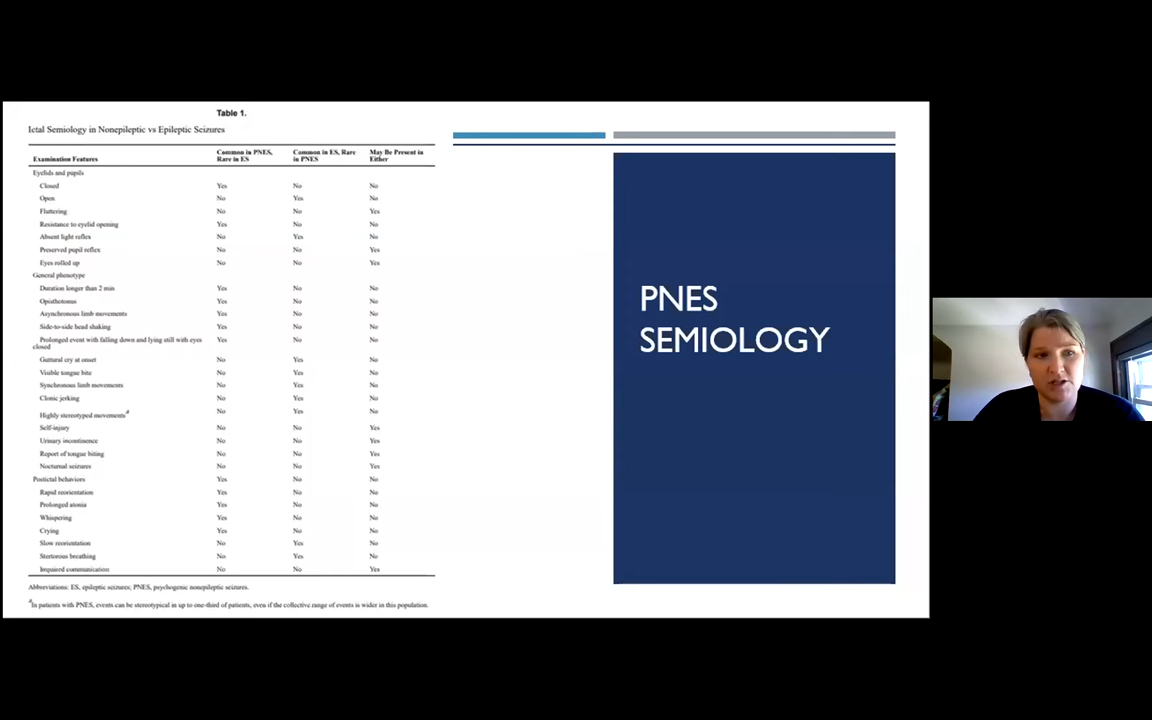 Table 1.
Ictal Semiology in Nonepileptic vs Epileptic Seizures
Examination Features Common in PNES, Rare in ES Common in ES, Rare in PNES May Be Present in Either
Eyelids and pupils
Closed Yes No No
Open No Yes No
Fluttering No No Yes
Resistance to eyelid opening Yes No No
Absent light reflex No Yes No
Preserved pupil reflex No No Yes
Eyes rolled up No No Yes
General phenotype
Duration longer than 2 min Yes No No
Opisthotonus Yes No No
Asynchronous limb movements Yes No No
Side-to-side head shaking Yes No No
Prolonged event with falling down and lying still with eyes closed Yes No No
Guttural cry at onset No Yes No
Visible tongue bite No Yes No
Synchronous limb movements No Yes No
Clonic jerking No Yes No
Highly stereotyped movements a No Yes No
Self-injury No No Yes
Urinary incontinence No No Yes
Report of tongue biting No No Yes
Nocturnal seizures No No Yes
Postictal behaviors Yes No No
Rapid reorientation Yes No No
Prolonged atonia Yes No No
Whispering Yes No No
Crying Yes No No
Slow reorientation No Yes No
Stertorous breathing No Yes No
Impaired communication No No Yes
Abbreviations: ES, epileptic seizures; PNES, psychogenic nonepileptic seizures.
a In patients with PNES, events can be stereotypical in up to one-third of patients, even if the collective range of events is wider in this population.
PNES
SEMIOLOGY